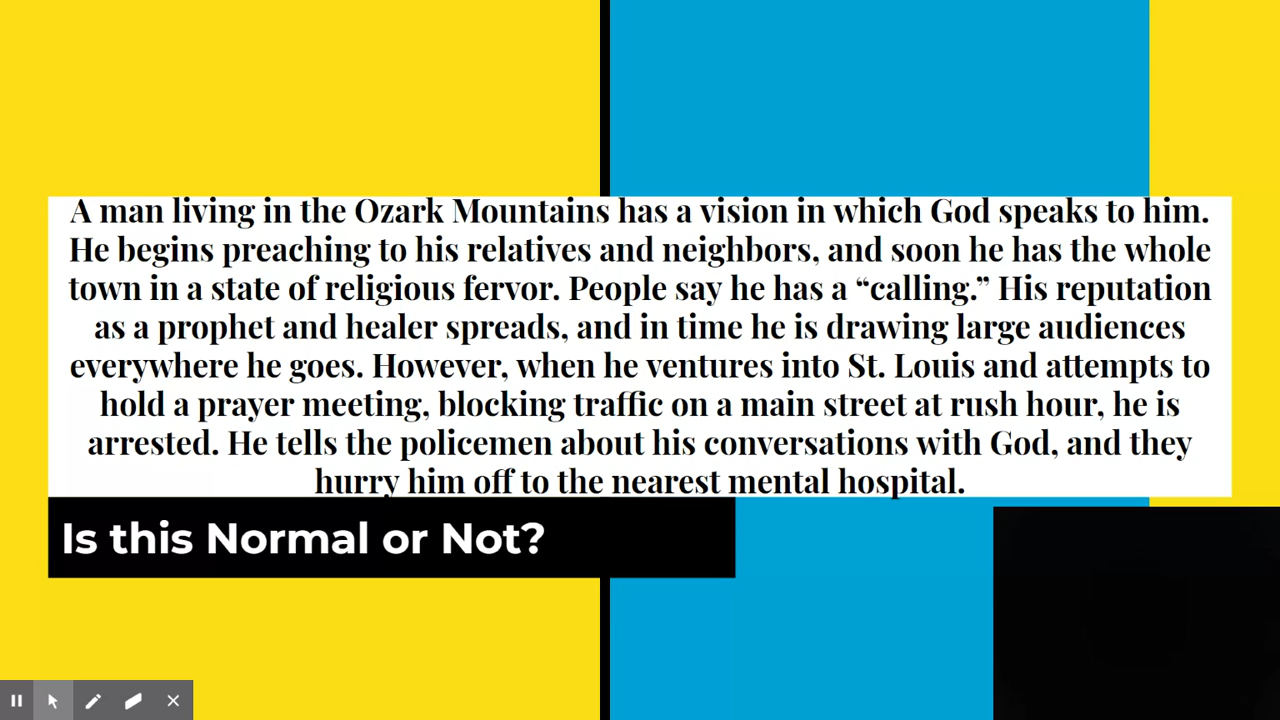 A man living in the Ozark Mountains has a vision in which God speaks to him.
He begins preaching to his relatives and neighbors, and soon he has the whole
town in a state of religious fervor. People say he has a “calling.” His reputation
as a prophet and healer spreads, and in time he is drawing large audiences
everywhere he goes. However, when he ventures into St. Louis and attempts to
hold a prayer meeting, blocking traffic on a main street at rush hour, he is
arrested. He tells the policemen about his conversations with God, and they
hurry him off to the nearest mental hospital.
Is this Normal or Not?